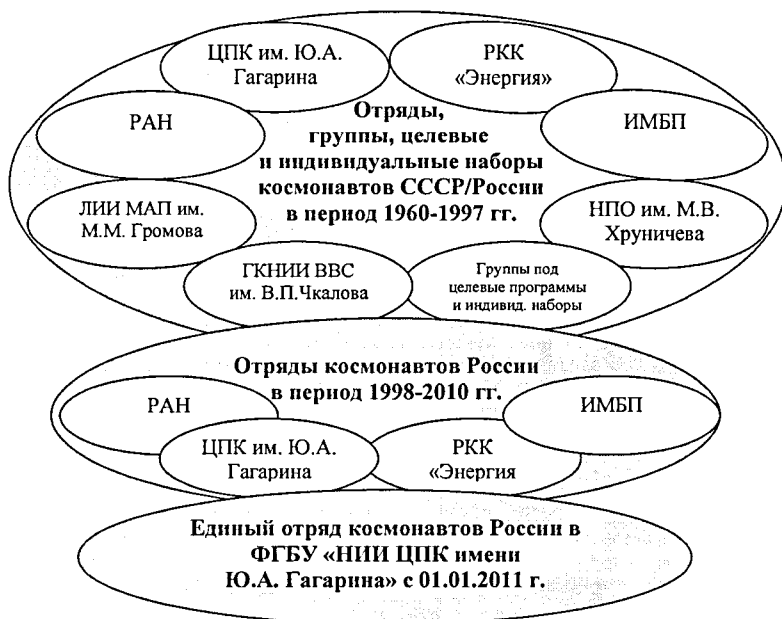 ЦПК им. Ю.А.
Гагарина
РКК
«Энергия»
РАН
ИМБП
Отряды,
группы, целевые
и индивидуальные наборы
космонавтов СССР/России
в период 1960-1997 гг.
ЛИИ МАП им.
М.М. Громова
НПО им. М.В.
Хруничева
ГКНИИ ВВС
им. В.П.Чкалова
Группы под
целевые программы
и индивид. наборы
Отряды космонавтов России
в период 1998-2010 гг.
РАН
ИМБП
ЦПК им. Ю.А.
Гагарина
РКК
«Энергия
Единый отряд космонавтов России в
ФГБУ «НИИ ЦПК имени
Ю.А. Гагарина» с 01.01.2011 г.